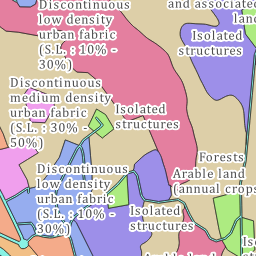 Discontinuous
low density
urban fabric
(S.L. : 10% -
30%)
and associated
Isolated
structures
Discontinuous
medium density
urban fabric
(S.L. : 30% -
50%)
Isolated
structures
Forests
Arable land
(annual crops
Discontinuous
low density
urban fabric
(S.L. : 10% -
30%)
Isolated
structures